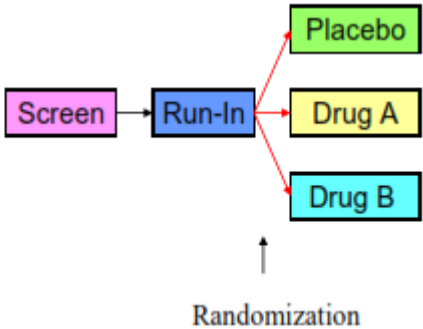 Placebo
Screen
Run-In
Drug A
Drug B
Randomization